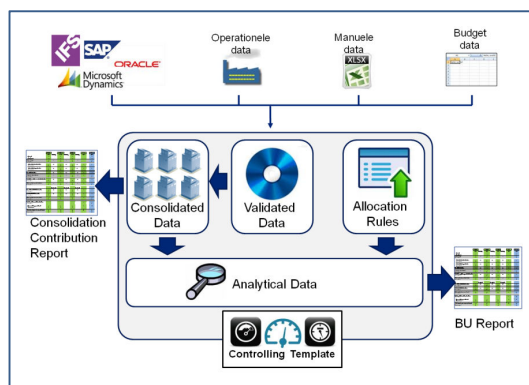 IFS
SAP
ORACLE
Microsoft
Dynamics
Operationele
data
Manuele
data
XLSX
Budget
data
Consolidated
Data
Validated
Data
Allocation
Rules
Consolidation
Contribution
Report
Analytical Data
BU Report
Controlling Template